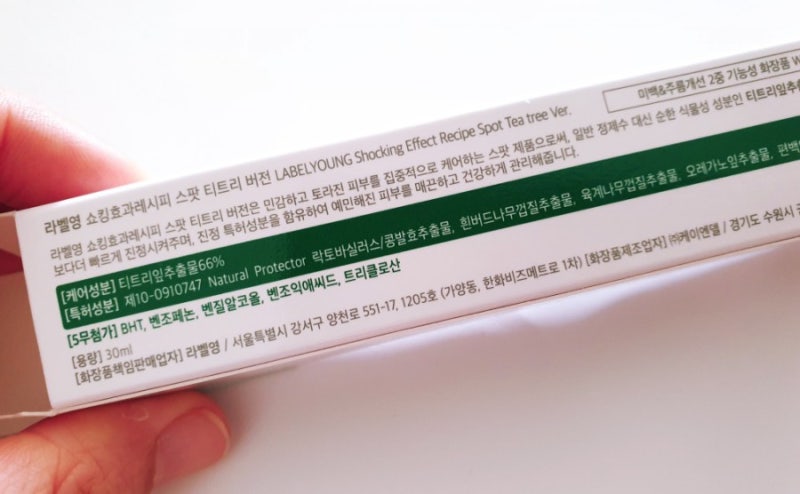 미백&주름개선 2중 기능성 화장품
라벨영 쇼킹효과레시피 스팟 티트리 버전 LABELYOUNG Shocking Effect Recipe Spot Tea tree Ver.
라벨영 쇼킹효과레시피 스팟 티트리 버전은 민감하고 토라진 피부를 집중적으로 케어하는 스팟 제품으로써, 일반 정제수 대신 순한 식물성 성분인 티트리잎추출
보다더 빠르게 진정시켜주며, 진정 특허성분을 함유하여 예민해진 피부를 매끈하고 건강하게 관리해줍니다.
[케어성분] 티트리잎추출물66%
[특허성분] 제10-0910747 Natural Protector 락토바실러스/콩발효추출물, 흰버드나무껍질추출물, 육계나무껍질추출물, 오레가노잎추출물, 편백
[5무첨가] BHT, 벤조페논, 벤질알코올, 벤조익애씨드, 트리클로산
[용량] 30ml
[화장품책임판매업자] 라벨영 / 서울특별시 강서구 양천로 551-17, 1205호 (가양동, 한화비즈메트로 1차) [화장품제조업자] ㈜케이엔델 / 경기도 수원시